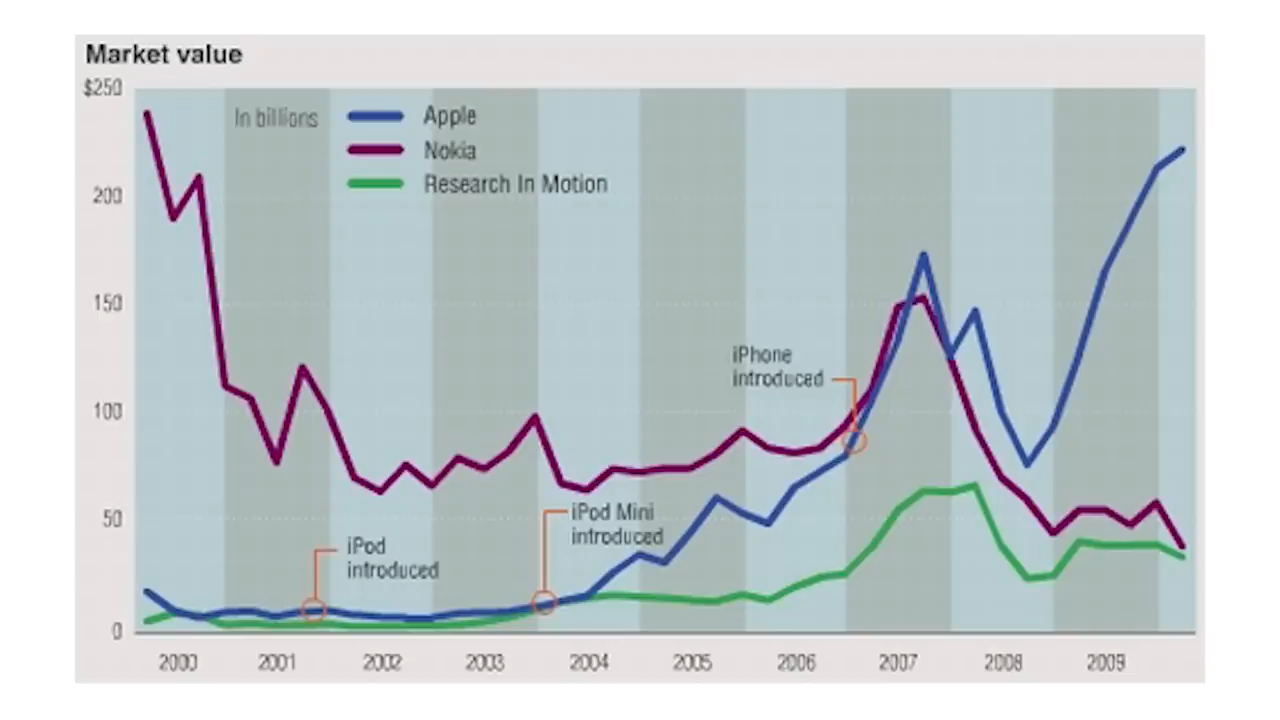 Market value
$250
In billions
Apple
Nokia
Research In Motion
200
150
iPhone
introduced
100
50
iPod Mini
introduced
iPod
introduced
0
2000 2001 2002 2003 2004 2005 2006 2007 2008 2009